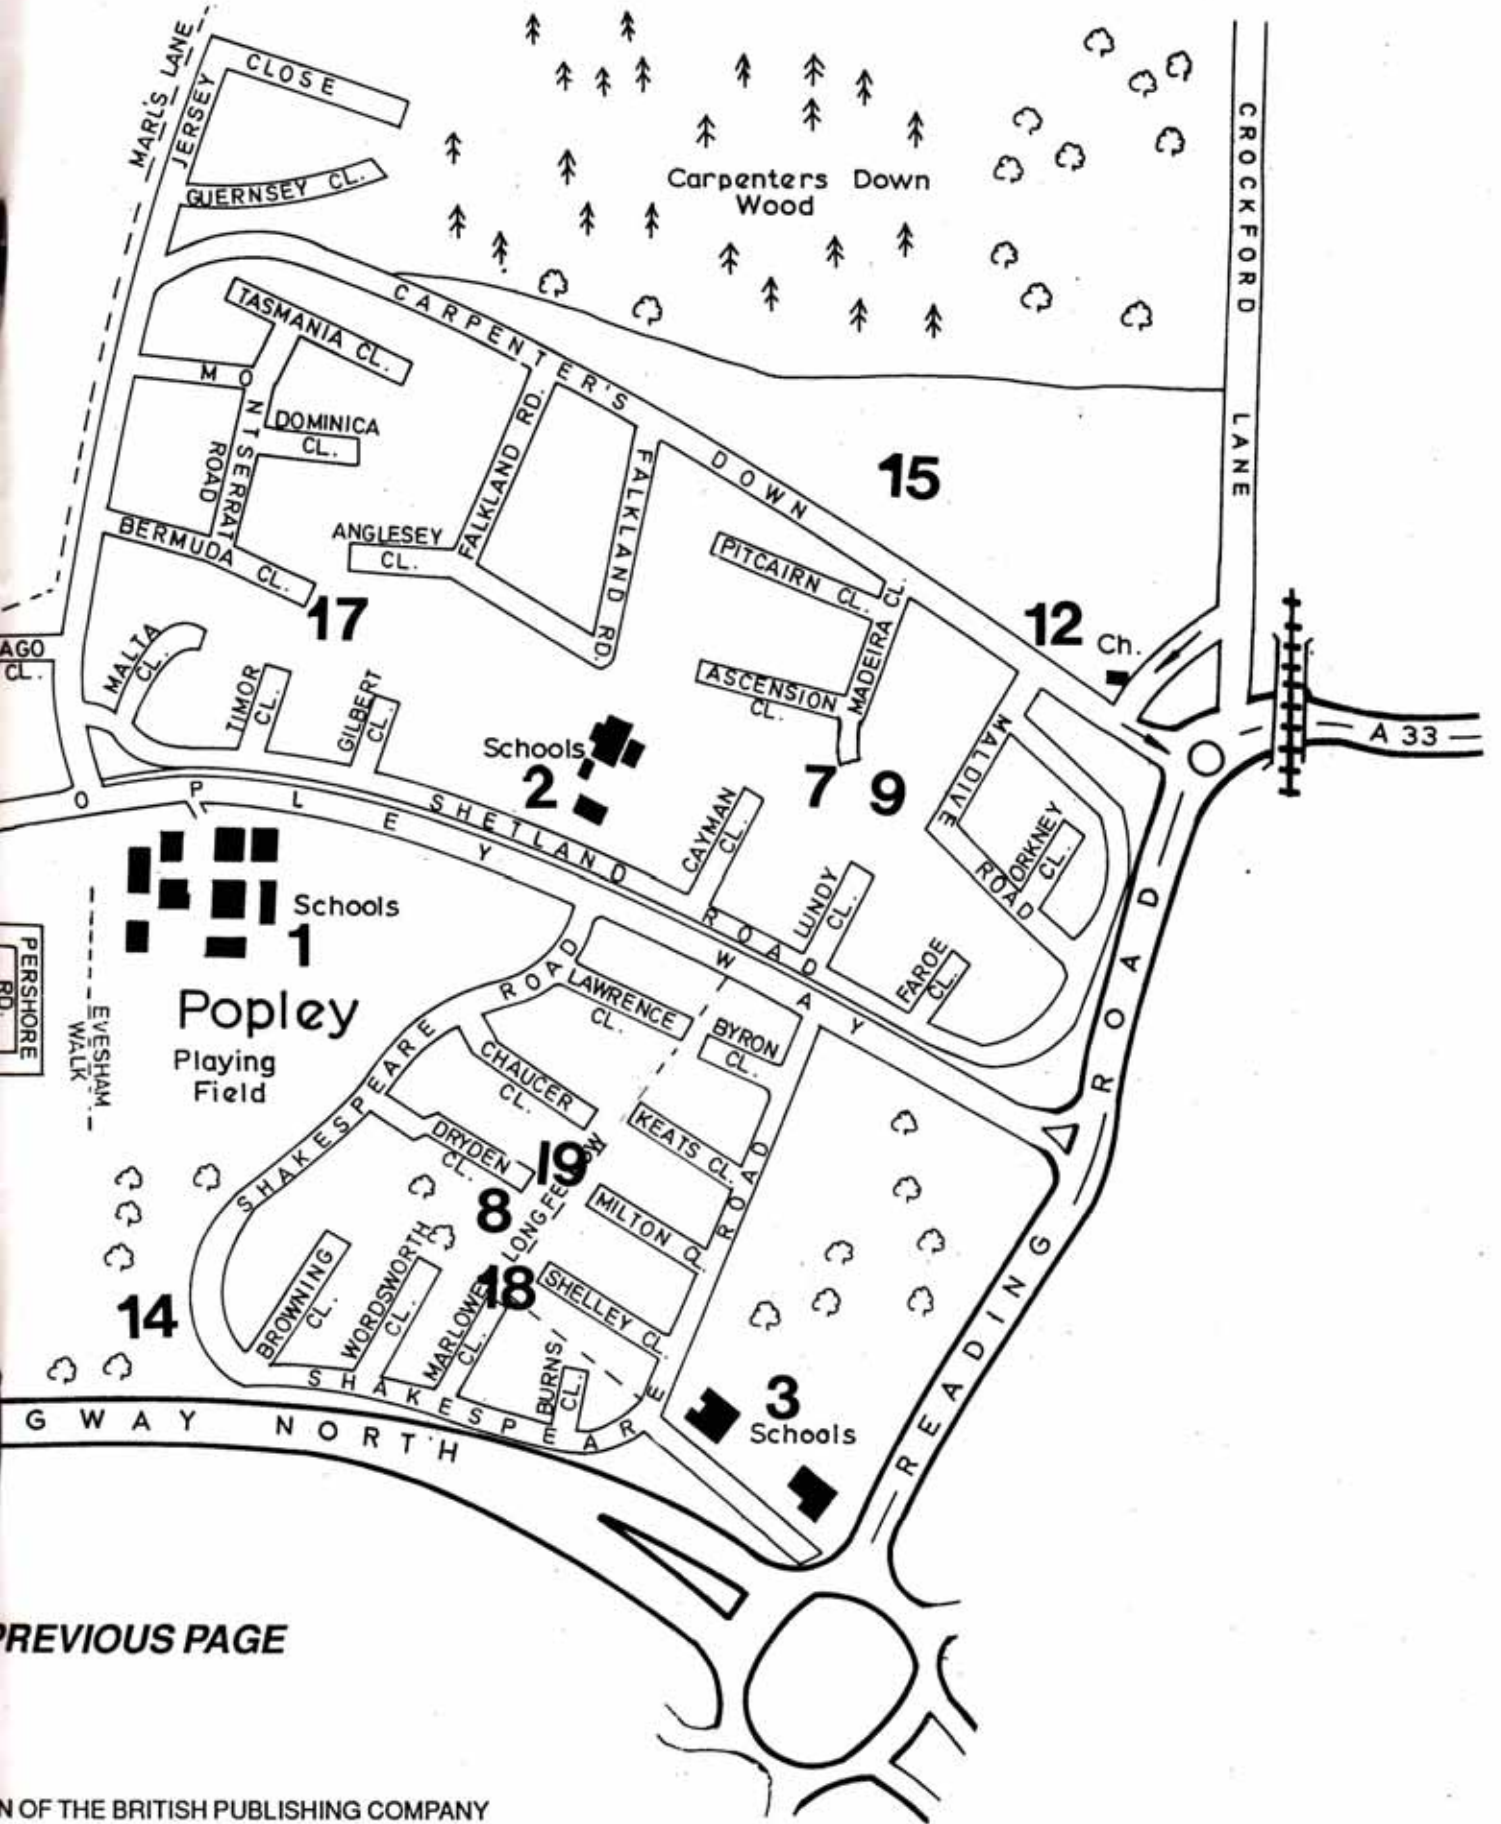 MARL'S LANE
JERSEY
CLOSE
GUERNSEY CL.
Carpenters Down
Wood
CROCKFORD
LANE
CARPENTER'S
DOWN
TASMANIA CL.
MONTSERRAT
ROAD
DOMINICA
CL.
FALKLAND RD.
FALKLAND RD.
ANGLESEY
CL.
BERMUDA CL.
15
PITCAIRN CL.
MADEIRA CL.
17
12
Ch.
AGO
CL.
MALTA
CL.
TIMOR
CL.
GILBERT
CL.
ASCENSION
CL.
A 33
Schools
2
7
9
MALDIVE
ROAD
ORKNEY
CL.
CAYMAN
CL.
LUNDY
CL.
FAROE
CL.
SHETLAND
ROAD
OPLEY
WAY
Schools
1
Popley
Playing
Field
PERSHORE
RD.
EVESHAM
WALK
SHAKESPEARE
ROAD
LAWRENCE
CL.
BYRON
CL.
CHAUCER
CL.
DRYDEN
CL.
19
KEATS CL.
8
MILTON CL.
ROAD
18
SHELLEY CL.
BROWNING
CL.
WORDSWORTH
CL.
MARLOWE
CL.
BURNS
CL.
14
SHAKESPEARE
3
Schools
READING
ROAD
GWAY NORTH
PREVIOUS PAGE
N OF THE BRITISH PUBLISHING COMPANY